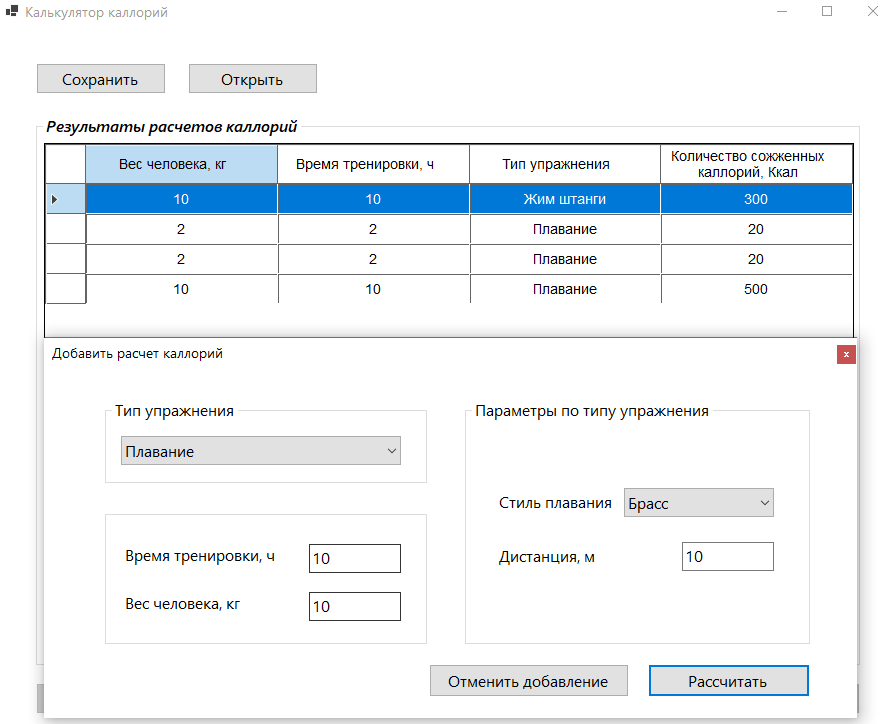 Калькулятор каллорий
Сохранить Открыть
Результаты расчетов каллорий
Вес человека, кг Время тренировки, ч Тип упражнения Количество сожженных каллорий, Ккал
10 10 Жим штанги 300
2 2 Плавание 20
2 2 Плавание 20
10 10 Плавание 500
Добавить расчет каллорий
x
Тип упражнения
Плавание
Время тренировки, ч 10
Вес человека, кг 10
Параметры по типу упражнения
Стиль плавания Брасс
Дистанция, м 10
Отменить добавление Рассчитать